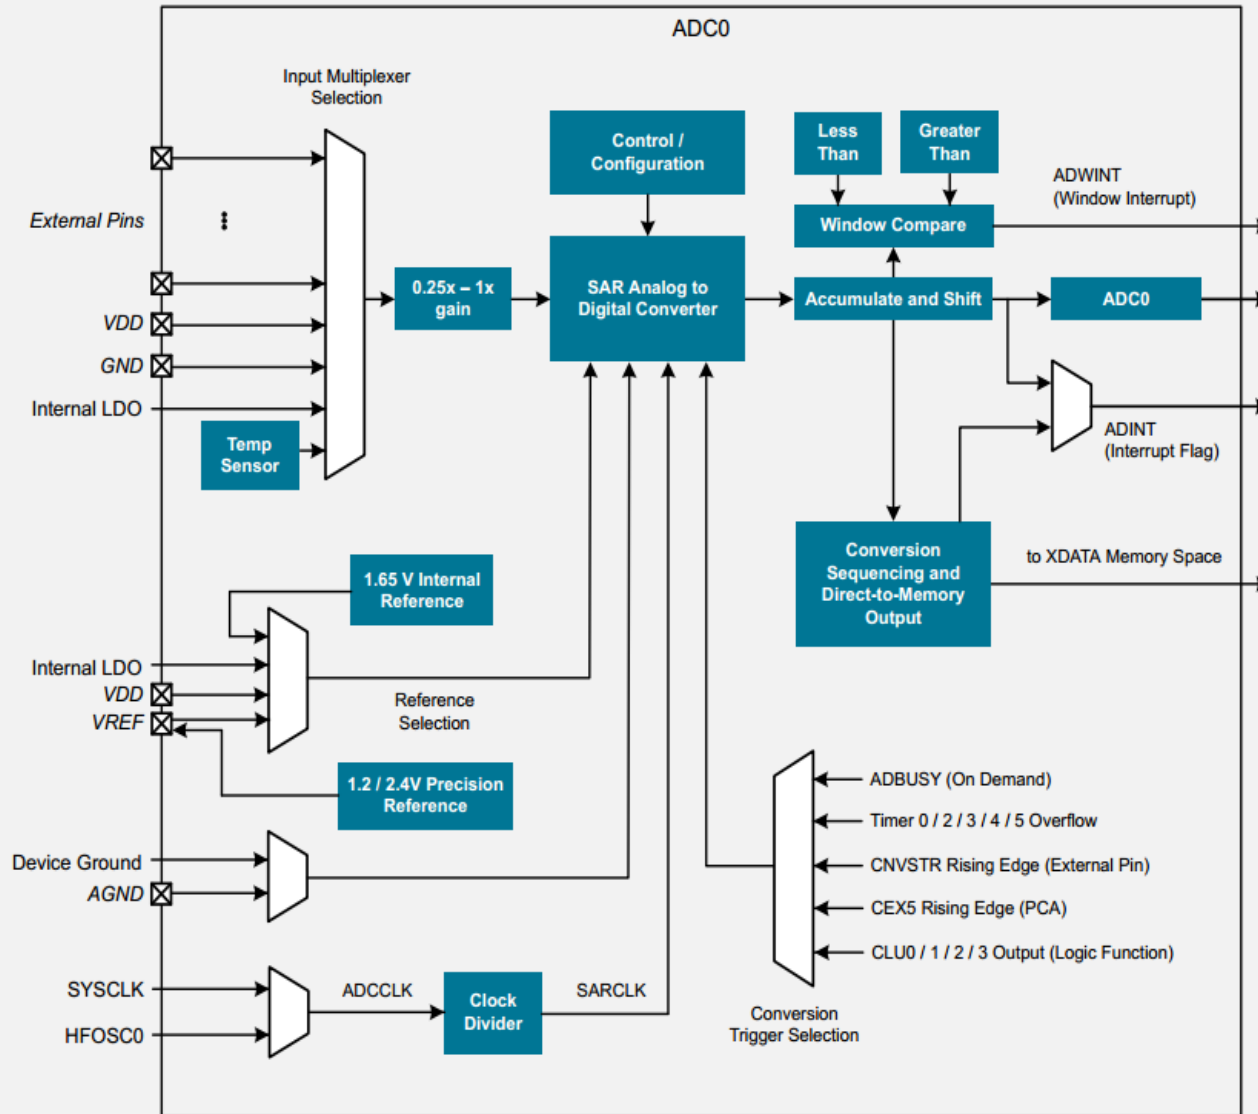 ADC0
Input Multiplexer
Selection
Control /
Configuration
Less
Than
Greater
Than
ADWINT
(Window Interrupt)
External Pins
Window Compare
0.25x – 1x
gain
SAR Analog to
Digital Converter
Accumulate and Shift
ADC0
VDD
GND
Internal LDO
Temp
Sensor
ADINT
(Interrupt Flag)
Conversion
Sequencing and
Direct-to-Memory
Output
to XDATA Memory Space
1.65 V Internal
Reference
Internal LDO
VDD
VREF
Reference
Selection
1.2 / 2.4V Precision
Reference
ADBUSY (On Demand)
Timer 0 / 2 / 3 / 4 / 5 Overflow
CNVSTR Rising Edge (External Pin)
CEX5 Rising Edge (PCA)
CLU0 / 1 / 2 / 3 Output (Logic Function)
Device Ground
AGND
SYSCLK
HFOSC0
ADCCLK
Clock
Divider
SARCLK
Conversion
Trigger Selection